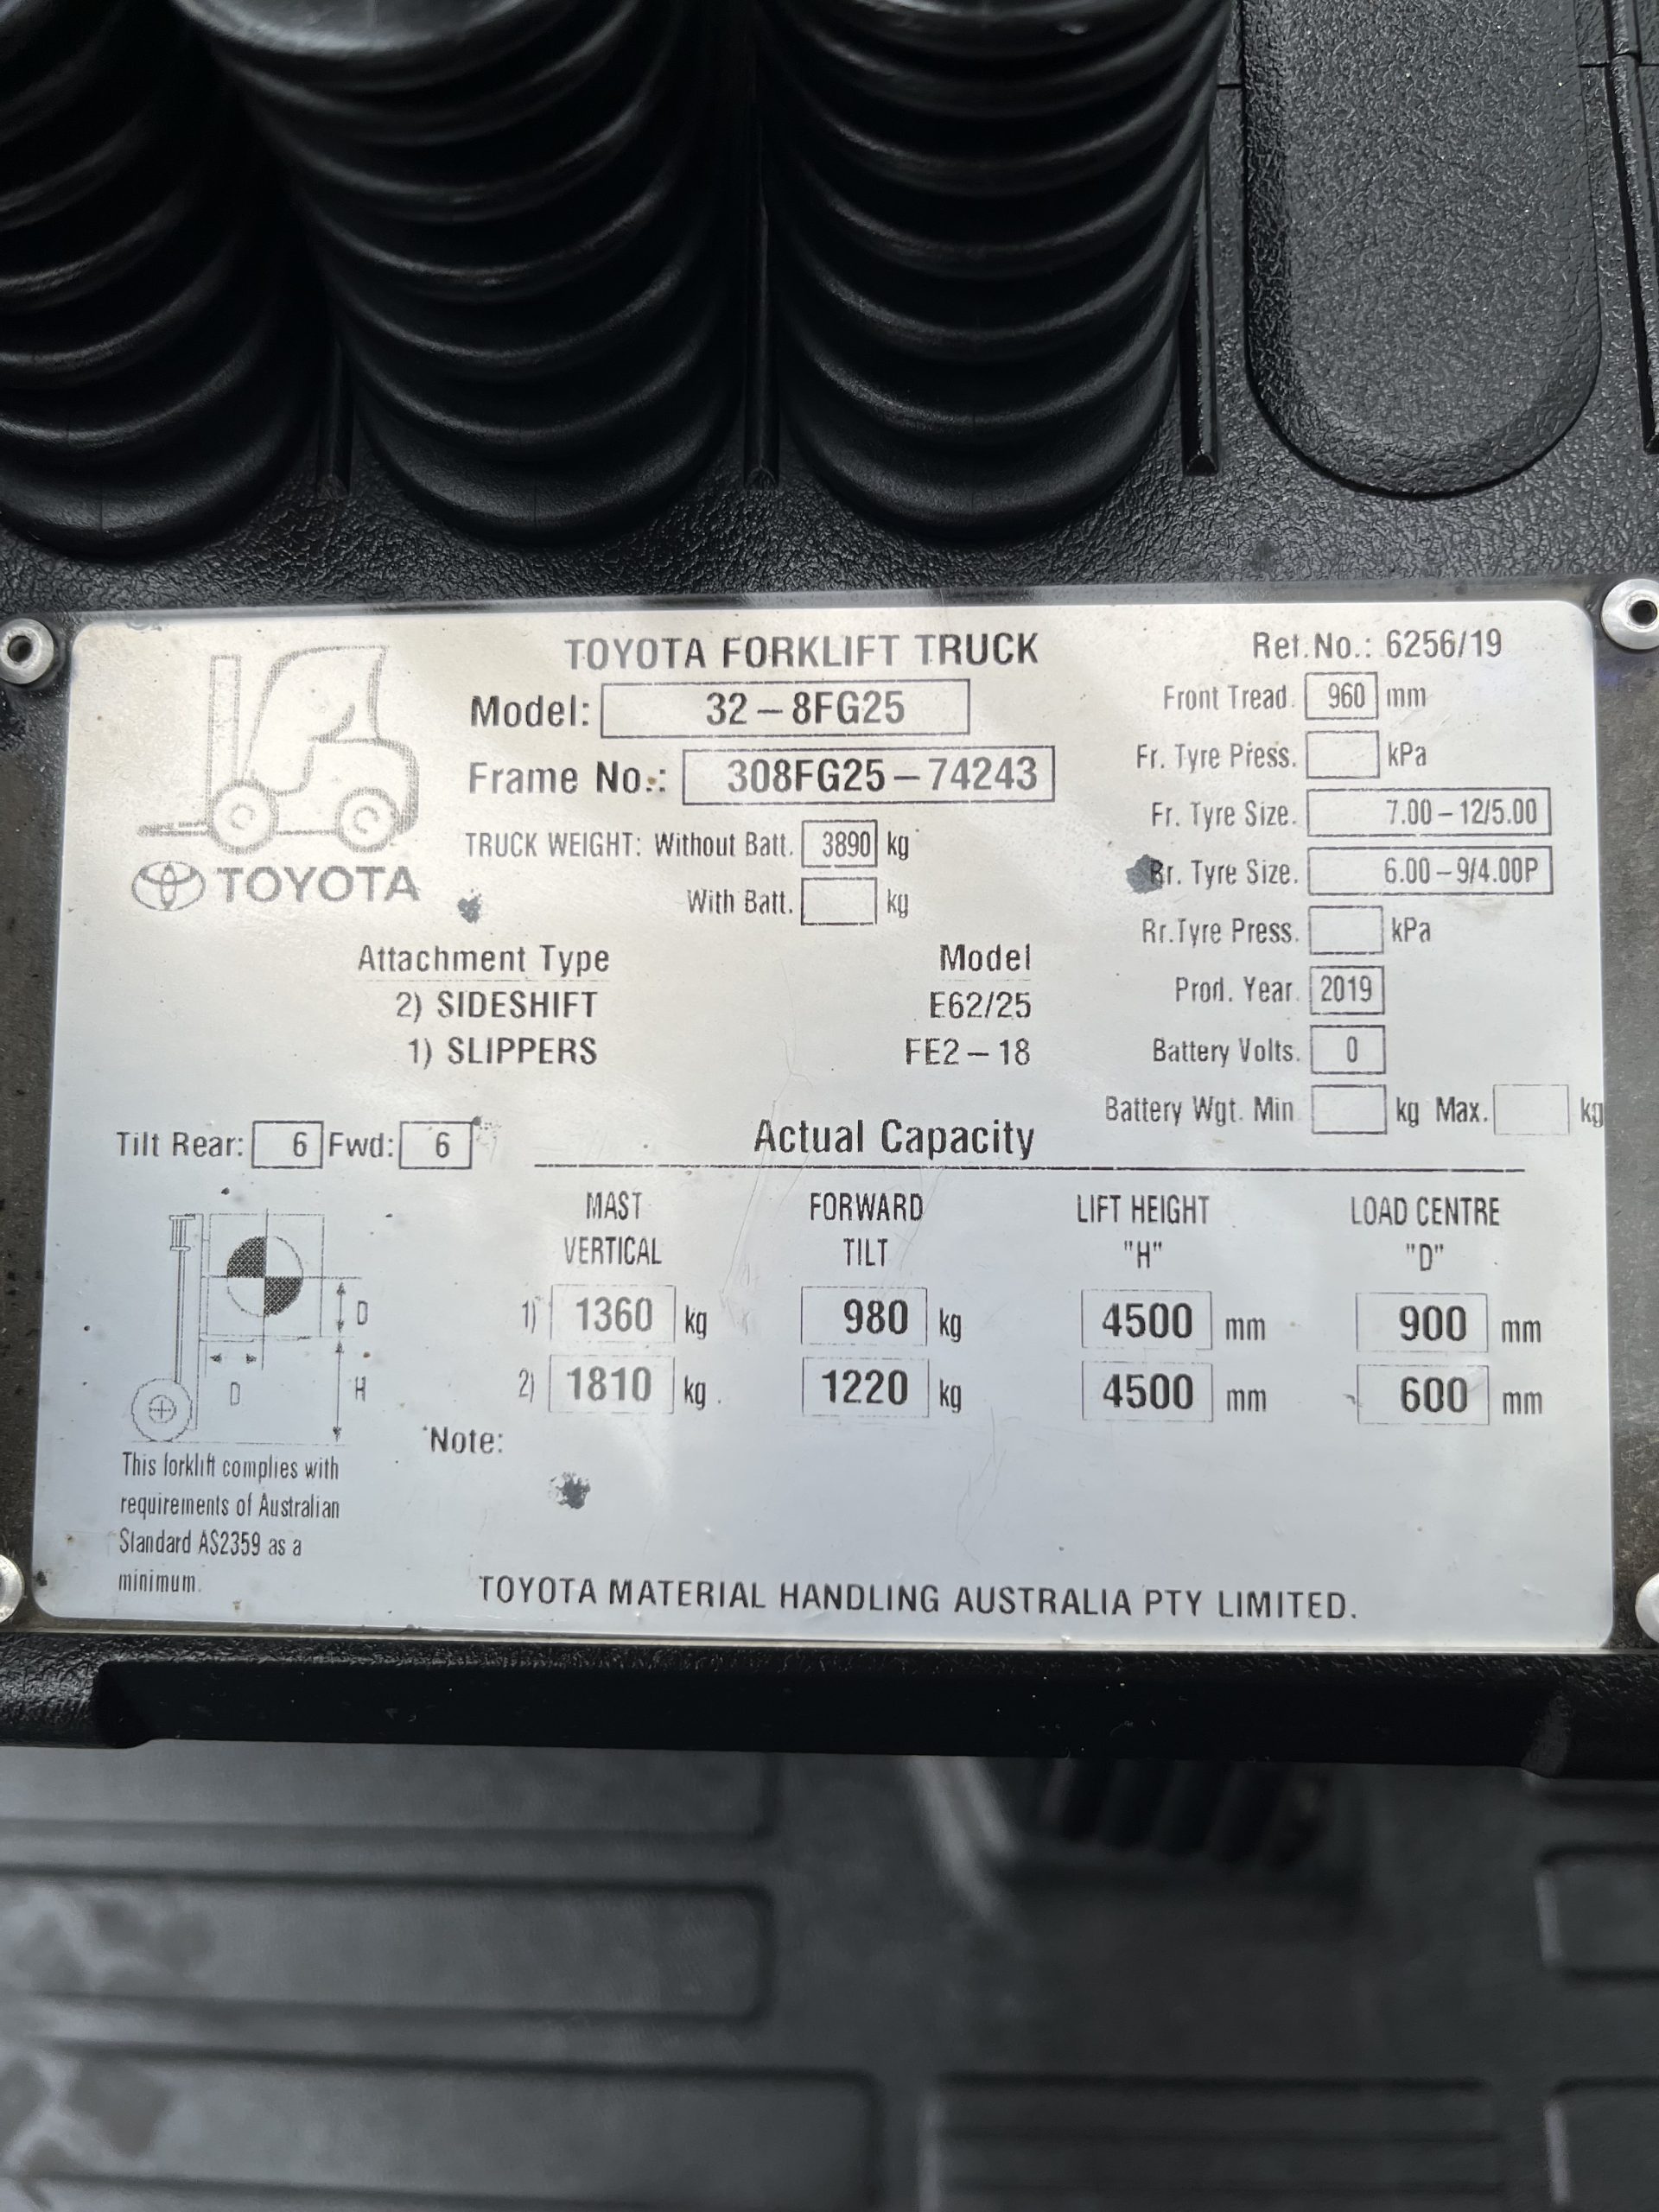 TOYOTA FORKLIFT TRUCK
Ref.No.: 6256/19
Model: 32-8FG25
Frame No.: 308FG25-74243
TRUCK WEIGHT: Without Batt. 3890 kg
With Batt. kg
TOYOTA
Front Tread. 960 mm
Fr. Tyre Press. kPa
Fr. Tyre Size. 7.00-12/5.00
Rr. Tyre Size. 6.00-9/4.00P
Rr.Tyre Press. kPa
Prod. Year. 2019
Battery Volts. 0
Battery Wgt. Min kg Max. kg
Attachment Type Model
2) SIDESHIFT E62/25
1) SLIPPERS FE2-18
Tilt Rear: 6 Fwd: 6
Actual Capacity
MAST VERTICAL
FORWARD TILT
LIFT HEIGHT "H"
LOAD CENTRE "D"
1) 1360 kg 980 kg 4500 mm 900 mm
2) 1810 kg 1220 kg 4500 mm 600 mm
D
D
H
Note:
This forklift complies with
requirements of Australian
Standard AS2359 as a
minimum.
TOYOTA MATERIAL HANDLING AUSTRALIA PTY LIMITED.